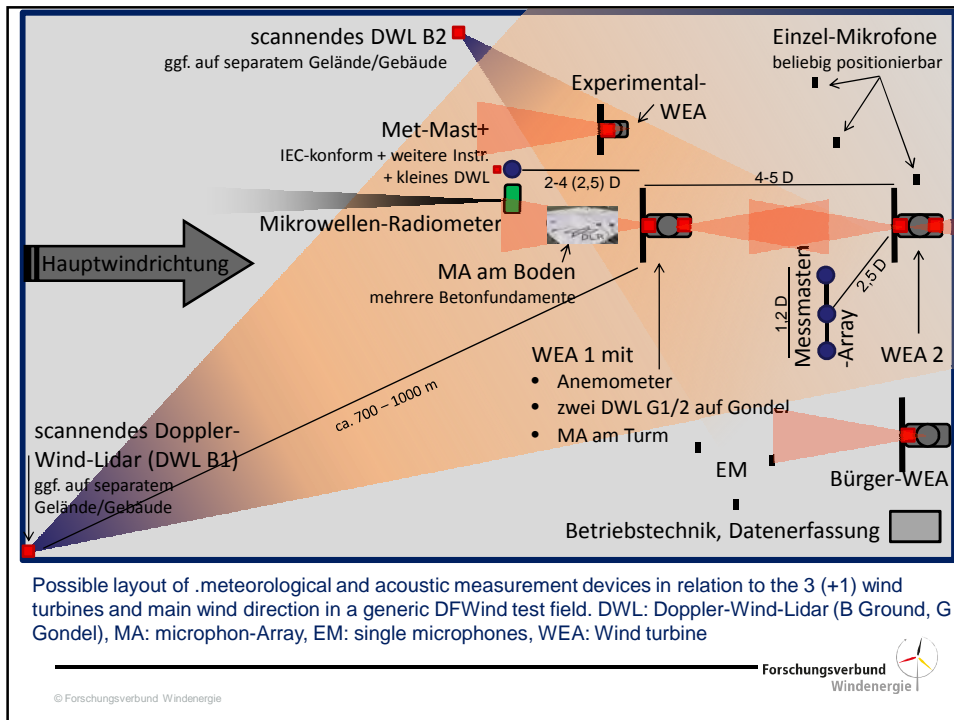 scannendes DWL B2
ggf. auf separatem Gelände/Gebäude
Einzel-Mikrofone
beliebig positionierbar
Experimental-
WEA
Met-Mast+
IEC-konform + weitere Instr.
+ kleines DWL
2-4 (2,5) D
4-5 D
Mikrowellen-Radiometer
Hauptwindrichtung
DLR
MA am Boden
mehrere Betonfundamente
2,5 D
1,2 D
Messmasten
-Array
WEA 1 mit
• Anemometer
• zwei DWL G1/2 auf Gondel
• MA am Turm
WEA 2
ca. 700 – 1000 m
scannendes Doppler-
Wind-Lidar (DWL B1)
ggf. auf separatem
Gelände/Gebäude
EM
Bürger-WEA
Betriebstechnik, Datenerfassung
Possible layout of .meteorological and acoustic measurement devices in relation to the 3 (+1) wind
turbines and main wind direction in a generic DFWind test field. DWL: Doppler-Wind-Lidar (B Ground, G
Gondel), MA: microphon-Array, EM: single microphones, WEA: Wind turbine
Forschungsverbund
Windenergie
© Forschungsverbund Windenergie